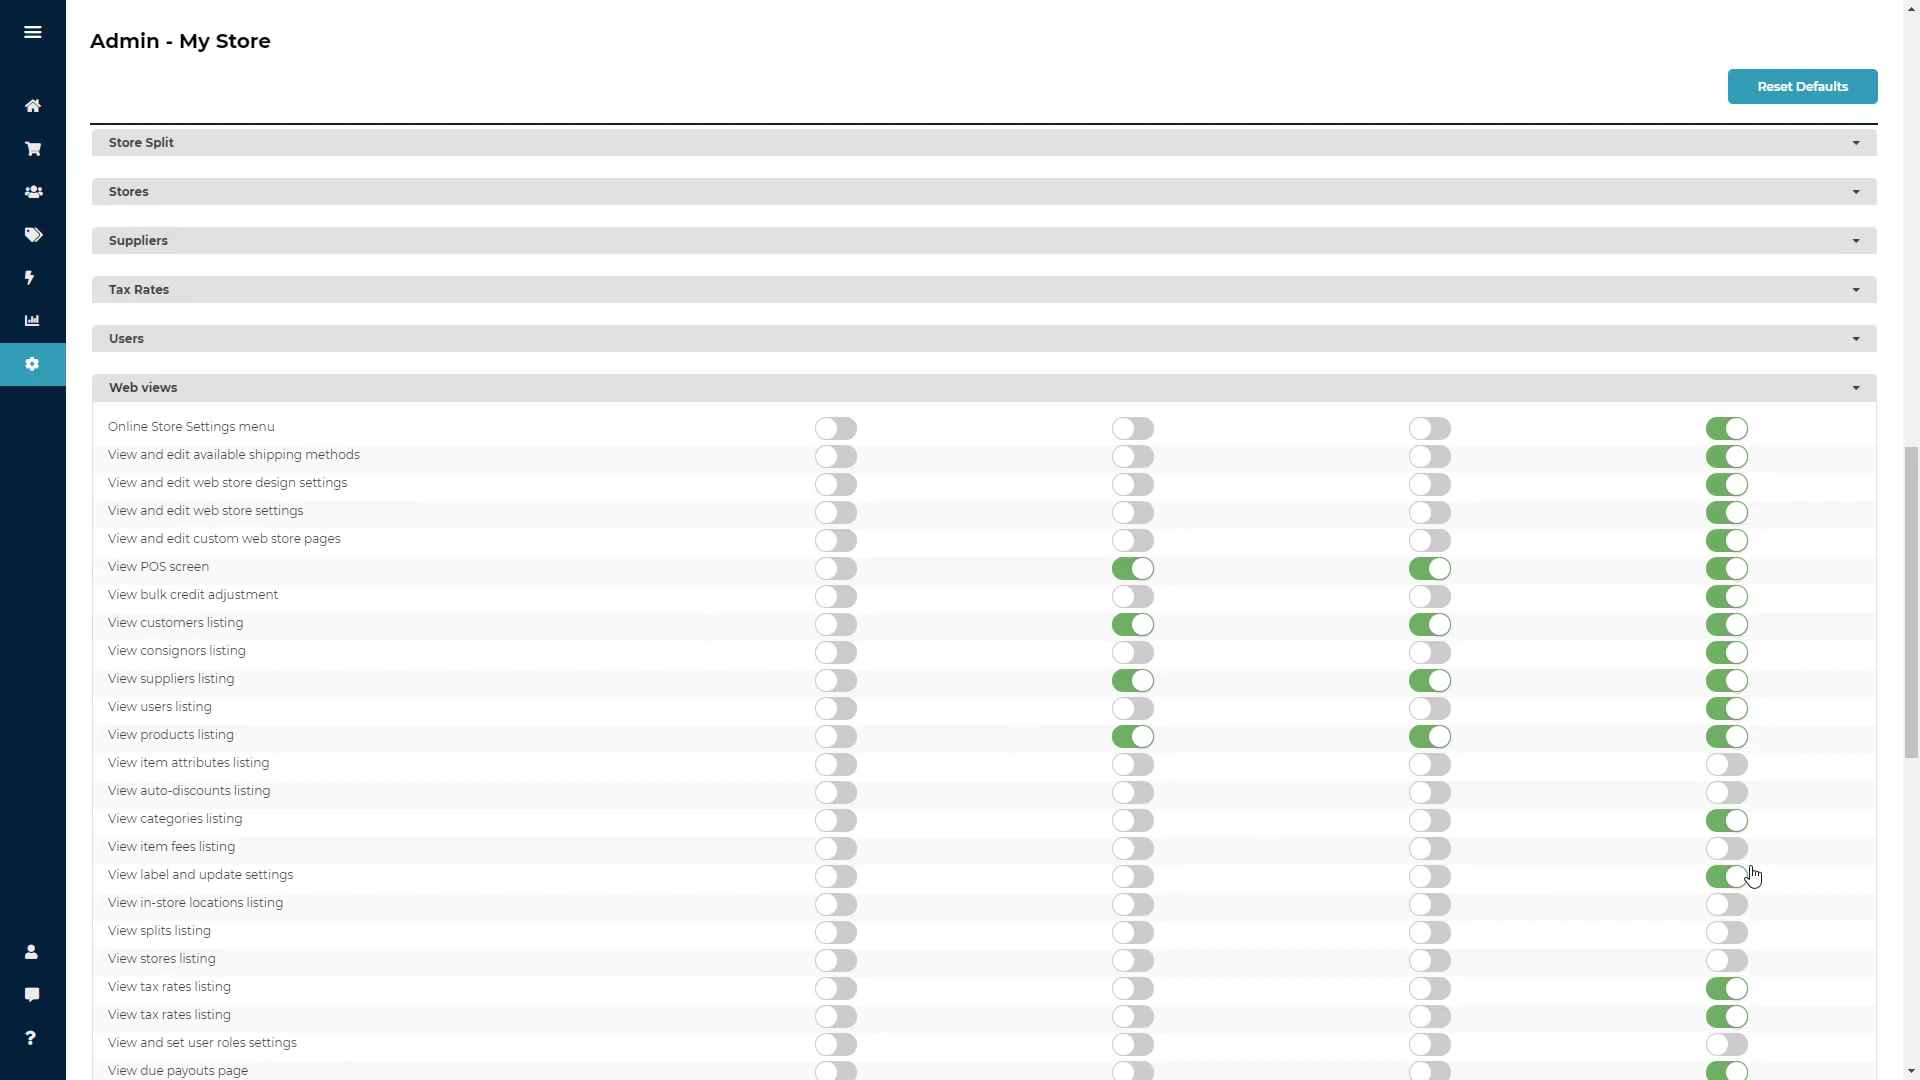 Admin - My Store
Reset Defaults
Store Split
Stores
Suppliers
Tax Rates
Users
Web views
Online Store Settings menu
View and edit available shipping methods
View and edit web store design settings
View and edit web store settings
View and edit custom web store pages
View POS screen
View bulk credit adjustment
View customers listing
View consignors listing
View suppliers listing
View users listing
View products listing
View item attributes listing
View auto-discounts listing
View categories listing
View item fees listing
View label and update settings
View in-store locations listing
View splits listing
View stores listing
View tax rates listing
View tax rates listing
View and set user roles settings
View due payouts page